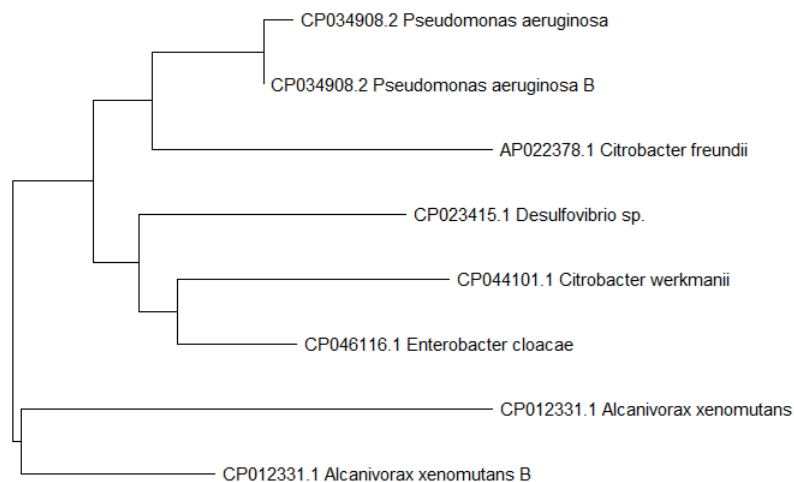 CP034908.2 Pseudomonas aeruginosa
CP034908.2 Pseudomonas aeruginosa B
AP022378.1 Citrobacter freundii
CP023415.1 Desulfovibrio sp.
CP044101.1 Citrobacter werkmanii
CP046116.1 Enterobacter cloacae
CP012331.1 Alcanivorax xenomutans
CP012331.1 Alcanivorax xenomutans B